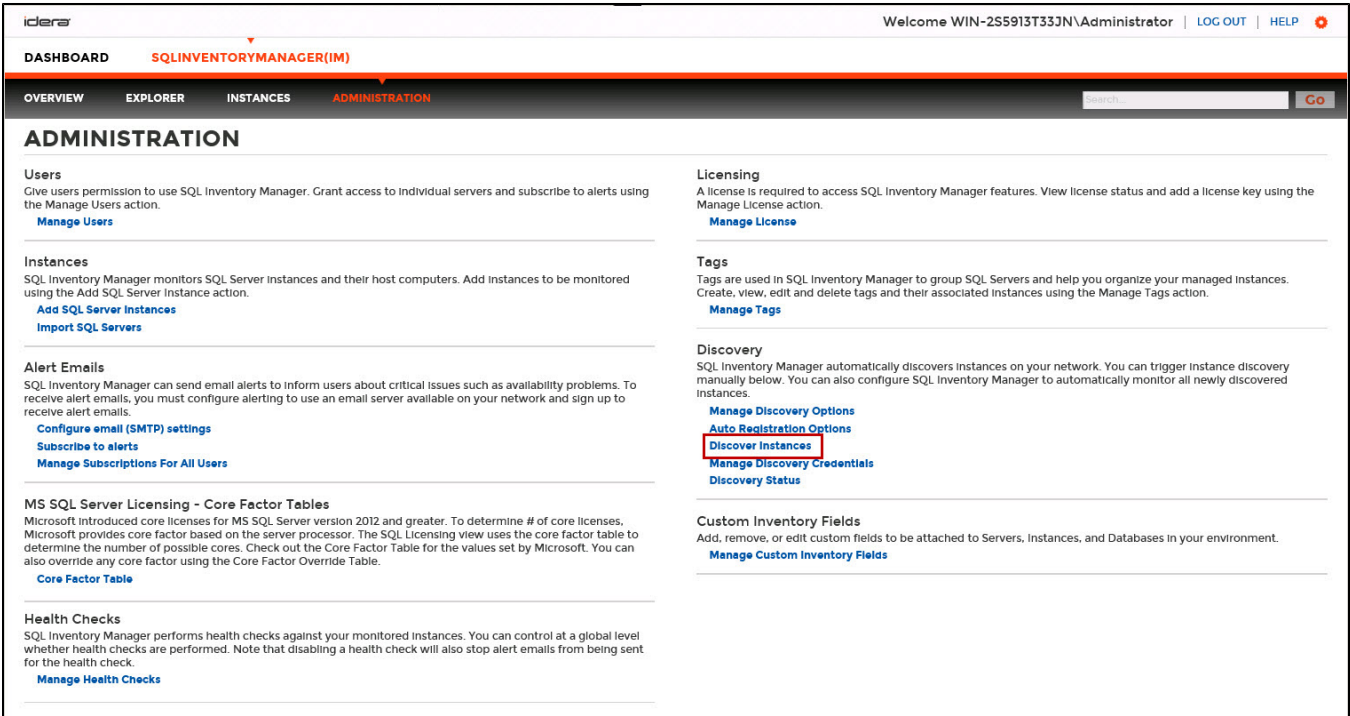 idera
Welcome WIN-2S5913T33JN\Administrator | LOG OUT | HELP
DASHBOARD SQLINVENTORYMANAGER(IM)
OVERVIEW EXPLORER INSTANCES ADMINISTRATION
Search... Go
ADMINISTRATION
Users
Give users permission to use SQL Inventory Manager. Grant access to individual servers and subscribe to alerts using
the Manage Users action.
Manage Users
Instances
SQL Inventory Manager monitors SQL Server instances and their host computers. Add instances to be monitored
using the Add SQL Server Instance action.
Add SQL Server Instances
Import SQL Servers
Alert Emails
SQL Inventory Manager can send email alerts to inform users about critical issues such as availability problems. To
receive alert emails, you must configure alerting to use an email server available on your network and sign up to
receive alert emails.
Configure email (SMTP) settings
Subscribe to alerts
Manage Subscriptions For All Users
MS SQL Server Licensing - Core Factor Tables
Microsoft introduced core licenses for MS SQL Server version 2012 and greater. To determine # of core licenses,
Microsoft provides core factor based on the server processor. The SQL Licensing view uses the core factor table to
determine the number of possible cores. Check out the Core Factor Table for the values set by Microsoft. You can
also override any core factor using the Core Factor Override Table.
Core Factor Table
Health Checks
SQL Inventory Manager performs health checks against your monitored instances. You can control at a global level
whether health checks are performed. Note that disabling a health check will also stop alert emails from being sent
for the health check.
Manage Health Checks
Licensing
A license is required to access SQL Inventory Manager features. View license status and add a license key using the
Manage License action.
Manage License
Tags
Tags are used in SQL Inventory Manager to group SQL Servers and help you organize your managed instances.
Create, view, edit and delete tags and their associated instances using the Manage Tags action.
Manage Tags
Discovery
SQL Inventory Manager automatically discovers instances on your network. You can trigger instance discovery
manually below. You can also configure SQL Inventory Manager to automatically monitor all newly discovered
instances.
Manage Discovery Options
Auto Registration Options
Discover Instances
Manage Discovery Credentials
Discovery Status
Custom Inventory Fields
Add, remove, or edit custom fields to be attached to Servers, Instances, and Databases in your environment.
Manage Custom Inventory Fields